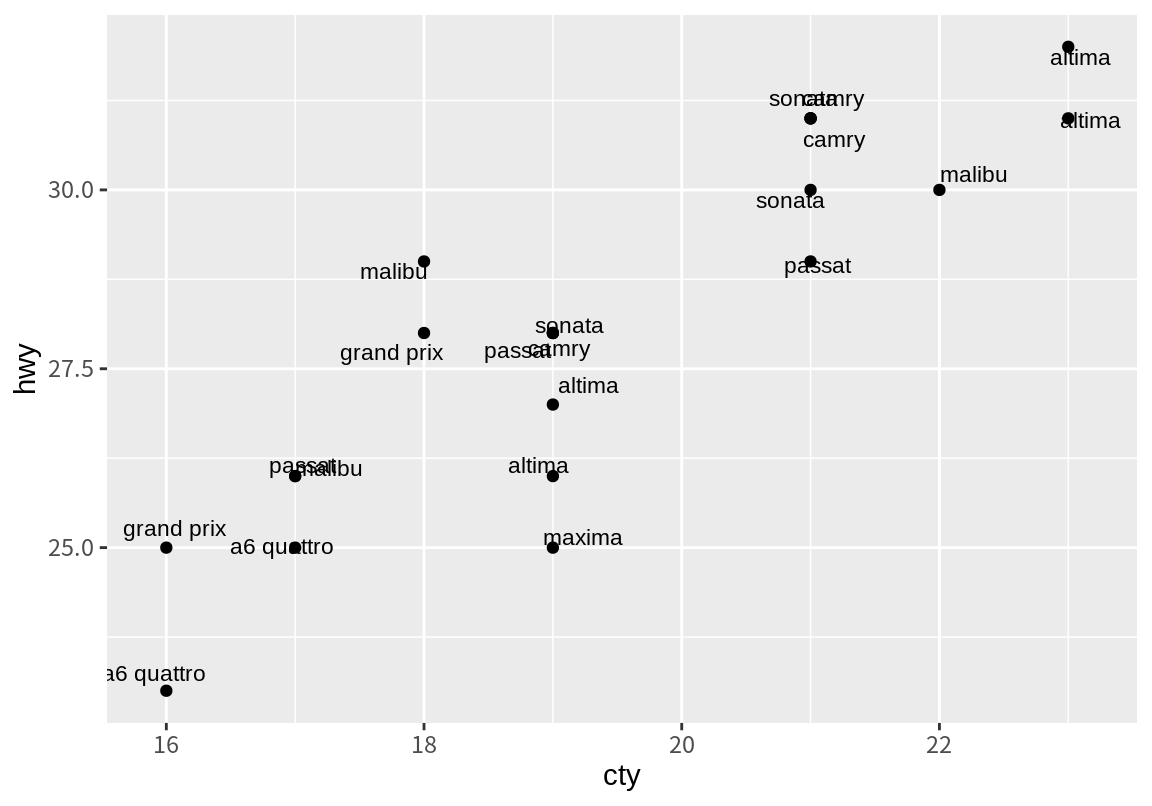 altima
sonata
camry
altima
camry
malibu
30.0
sonata
malibu
passat
grand prix
sonata
passat
camry
hwy
27.5
altima
passat
malibu
altima
grand prix
maxima
25.0
a6 quattro
a6 quattro
16
18
20
22
cty